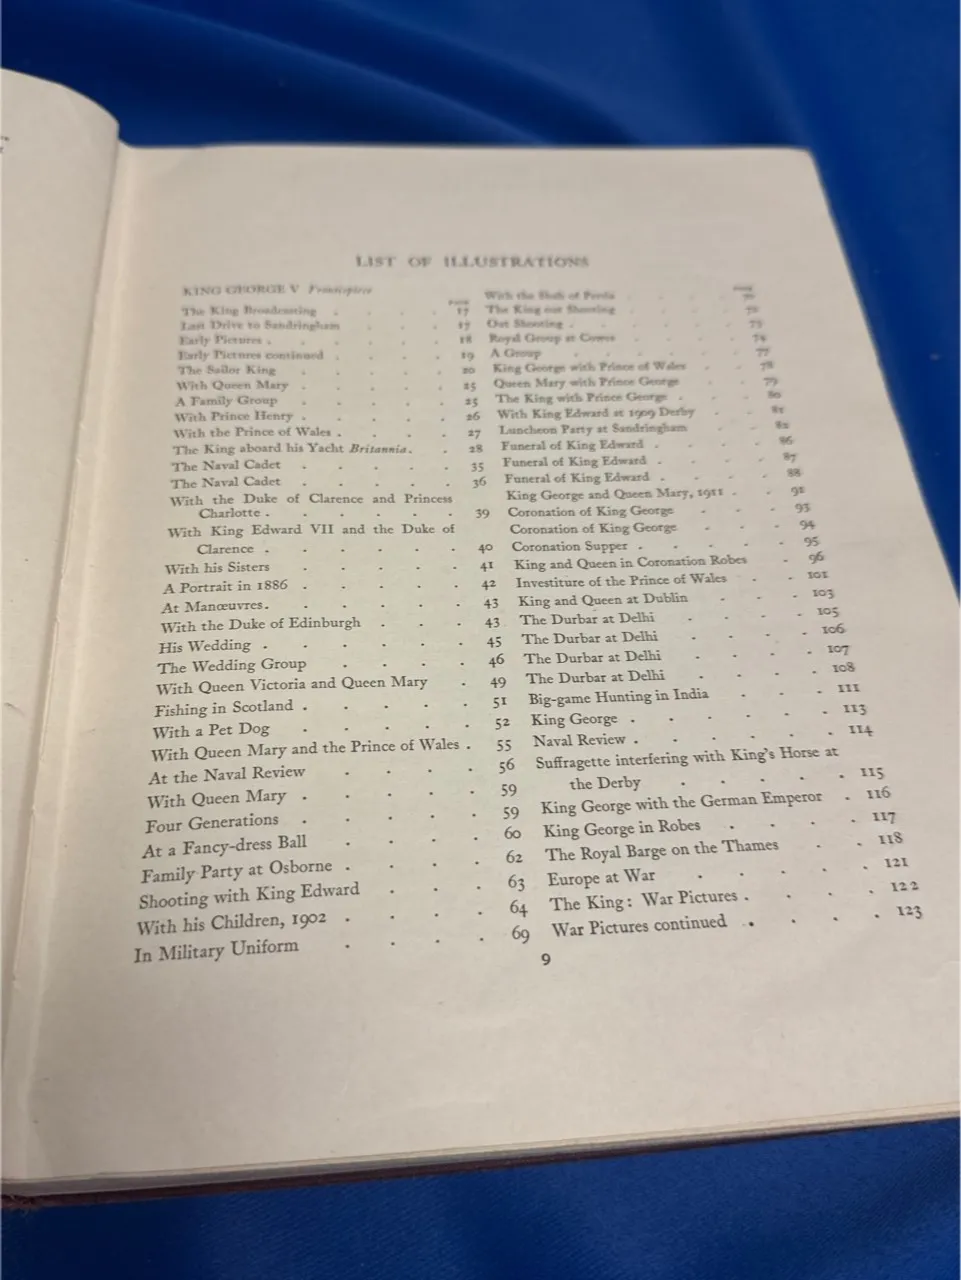 LIST OF ILLUSTRATIONS
KING GEORGE V Frontispiece
PAGE
The King Broadcasting . . . . 17
Last Drive to Sandringham . . . 17
Early Pictures . . . . . 18
Early Pictures continued . . . . 19
The Sailor King . . . . . 20
With Queen Mary . . . . . 25
A Family Group . . . . . 25
With Prince Henry . . . . . 26
With the Prince of Wales . . . . 27
The King aboard his Yacht Britannia . . 28
The Naval Cadet . . . . . 35
The Naval Cadet . . . . . 36
With the Duke of Clarence and Princess
Charlotte . . . . . . 39
With King Edward VII and the Duke of
Clarence . . . . . . 40
With his Sisters . . . . . 41
A Portrait in 1886 . . . . . 42
At Manœuvres . . . . . 43
With the Duke of Edinburgh . . . 43
His Wedding . . . . . . 45
The Wedding Group . . . . 46
With Queen Victoria and Queen Mary . 49
Fishing in Scotland . . . . . 51
With a Pet Dog . . . . . 52
With Queen Mary and the Prince of Wales . 55
At the Naval Review . . . . 56
With Queen Mary . . . . . 59
Four Generations . . . . . 59
At a Fancy-dress Ball . . . . 60
Family Party at Osborne . . . . 62
Shooting with King Edward . . . 63
With his Children, 1902 . . . . 64
In Military Uniform . . . . 69
PAGE
With the Shah of Persia . . . . 70
The King out Shooting . . . . 72
Out Shooting . . . . . . 73
Royal Group at Cowes . . . . 74
A Group . . . . . . 77
King George with Prince of Wales . . 78
Queen Mary with Prince George . . 79
The King with Prince George . . . 80
With King Edward at 1909 Derby . . 81
Luncheon Party at Sandringham . . 82
Funeral of King Edward . . . . 86
Funeral of King Edward . . . . 87
Funeral of King Edward . . . . 88
King George and Queen Mary, 1911 . . 91
Coronation of King George . . . 93
Coronation of King George . . . 94
Coronation Supper . . . . . 95
King and Queen in Coronation Robes . 96
Investiture of the Prince of Wales . . 101
King and Queen at Dublin . . . 103
The Durbar at Delhi . . . . 105
The Durbar at Delhi . . . . 106
The Durbar at Delhi . . . . 107
The Durbar at Delhi . . . . 108
Big-game Hunting in India . . . 111
King George . . . . . . 113
Naval Review . . . . . . 114
Suffragette interfering with King's Horse at
the Derby . . . . . 115
King George with the German Emperor . 116
King George in Robes . . . . 117
The Royal Barge on the Thames . . 118
Europe at War . . . . . 121
The King: War Pictures . . . . 122
War Pictures continued . . . . 123
9